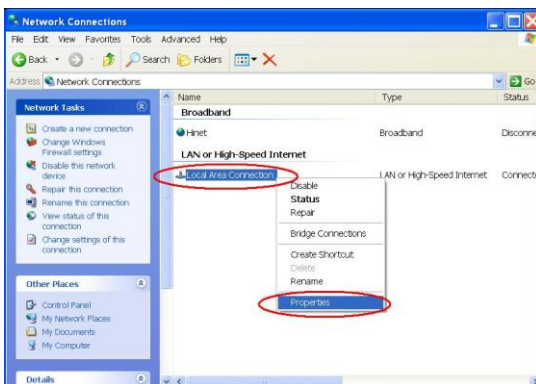 Network Connections
File Edit View Favorites Tools Advanced Help
Back Search Folders
Address Network Connections Go
Name Type Status
Network Tasks
Create a new connection
Change Windows
Firewall settings
Disable this network
device
Repair this connection
Rename this connection
View status of this
connection
Change settings of this
connection
Other Places
Control Panel
My Network Places
My Documents
My Computer
Details
Broadband
Hinet Broadband Disconne
LAN or High-Speed Internet
Local Area Connection LAN or High-Speed Internet Connect
Disable
Status
Repair
Bridge Connections
Create Shortcut
Delete
Rename
Properties